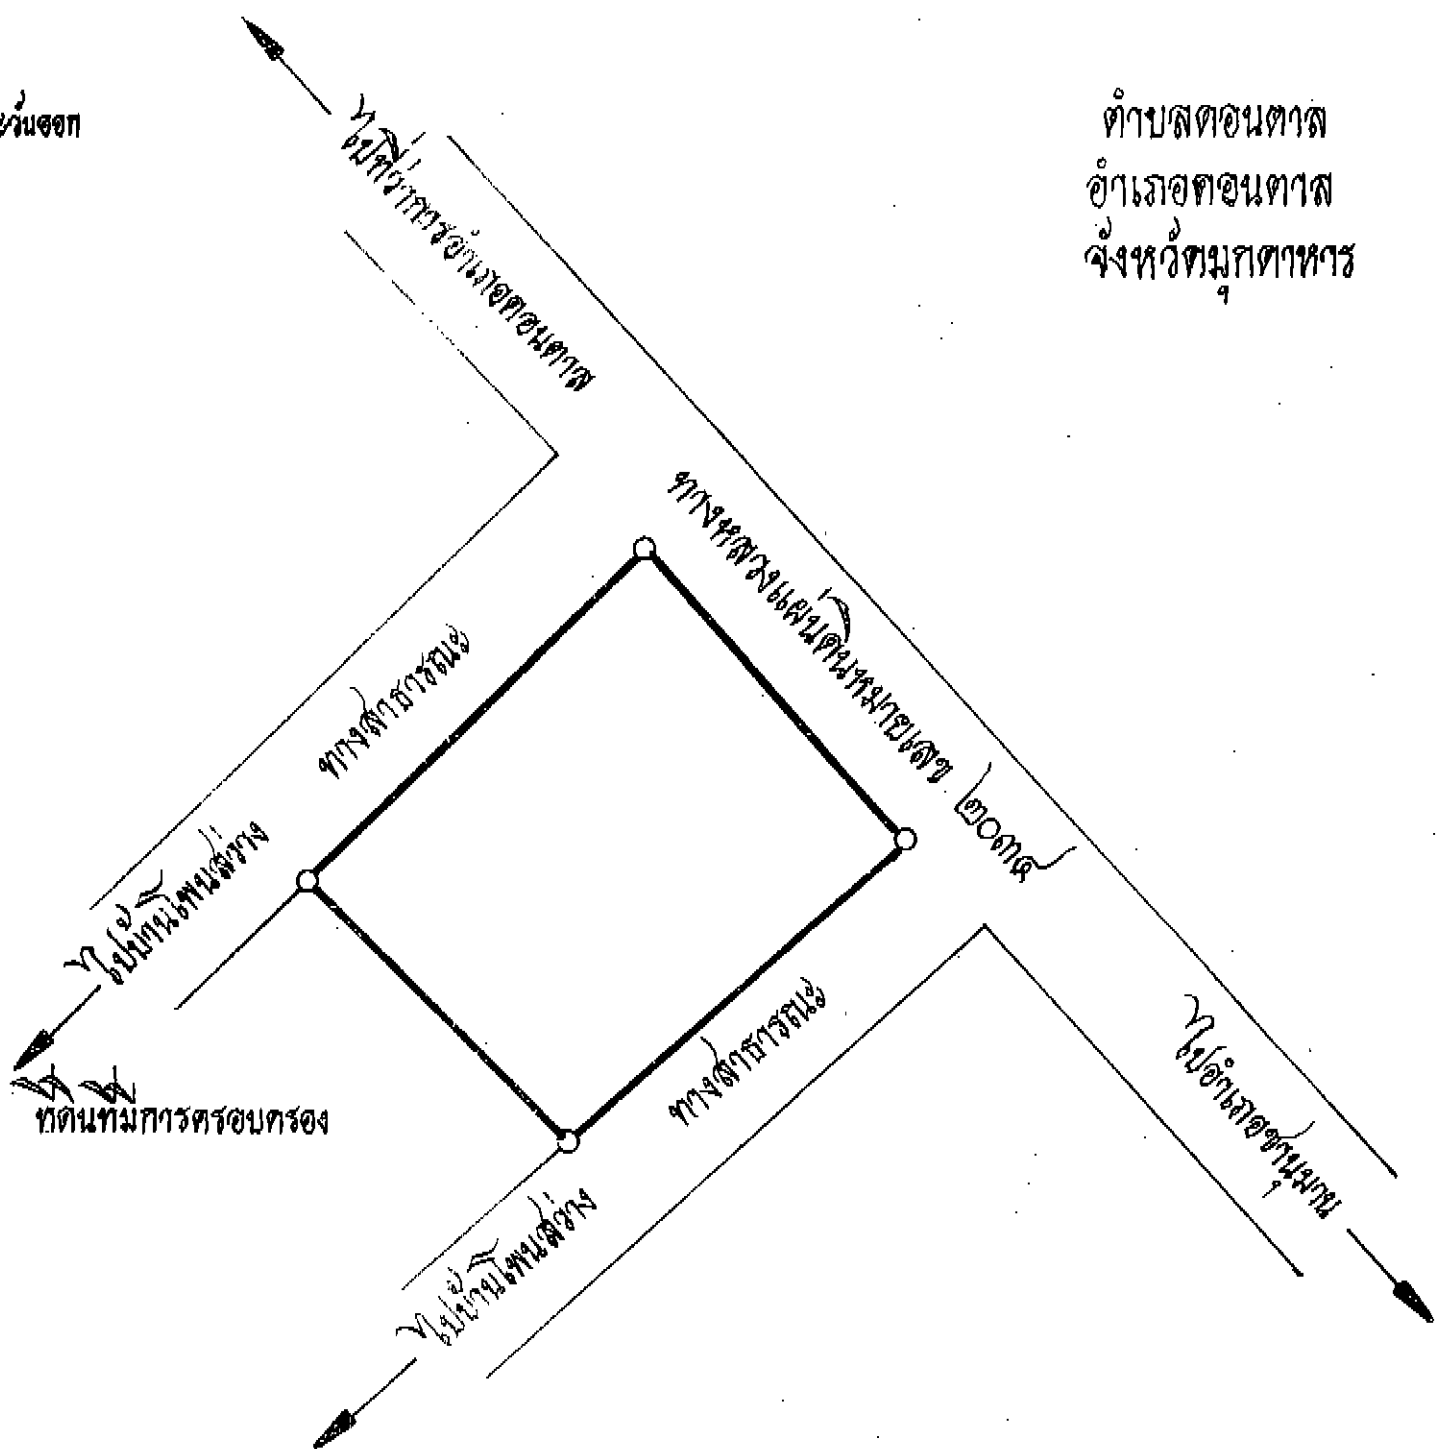 ะวันออก
ตำบลดอนตาล
อำเภอดอนตาล
จังหวัดมุกดาหาร
ไปที่ว่าการอำเภอดอนตาล
ทางหลวงแผ่นดินหมายเลข ๒๐๓๔
ทางสาธารณะ
ไปบ้านโพนสว่าง
ที่ดินที่มีการครอบครอง
ทางสาธารณะ
ไปบ้านโพนสว่าง
ไปอำเภอชานุมาน